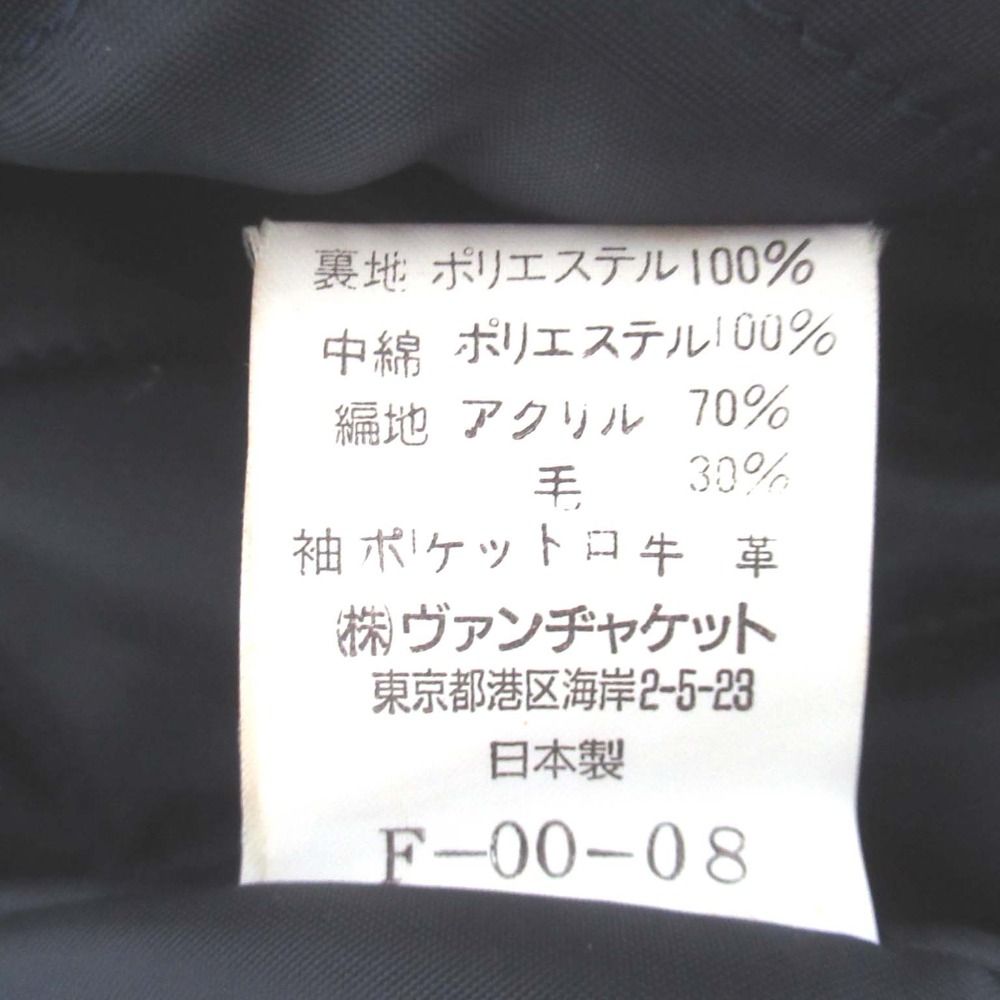 裏地 ポリエステル100%
中綿 ポリエステル100%
編地 アクリル 70%
毛 30%
袖ポケット口 牛 革
(株)ヴァンヂャケット
東京都港区海岸2-5-23
日本製
F-00-08